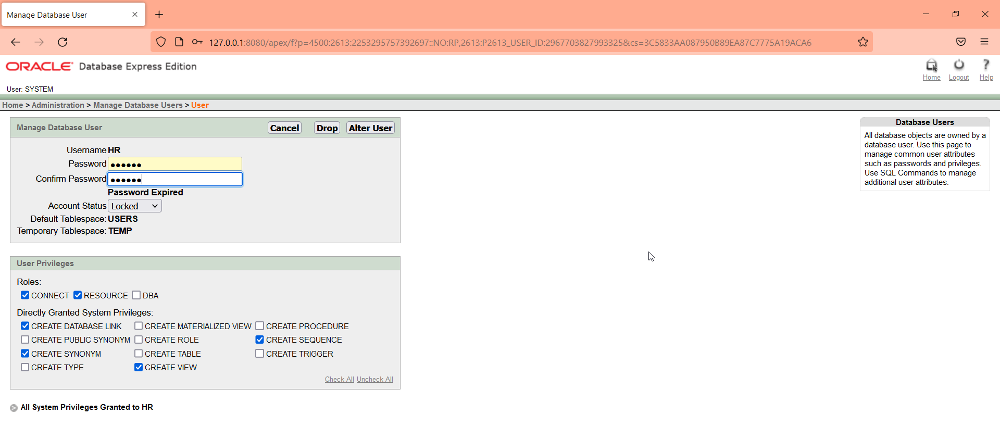 Manage Database User
127.0.0.1:8080/apex/f?p=4500:2613:2253295757392697::NO:RP,2613:P2613_USER_ID:2967703827993325&cs=3C5833AA087950B89EA87C7775A19ACA6
ORACLE Database Express Edition
Home Logout Help
User: SYSTEM
Home > Administration > Manage Database Users > User
Manage Database User Cancel Drop Alter User
Username HR
Password ●●●●●●
Confirm Password ●●●●●●
Password Expired
Account Status Locked
Default Tablespace: USERS
Temporary Tablespace: TEMP
User Privileges
Roles:
CONNECT RESOURCE DBA
Directly Granted System Privileges:
CREATE DATABASE LINK CREATE MATERIALIZED VIEW CREATE PROCEDURE
CREATE PUBLIC SYNONYM CREATE ROLE CREATE SEQUENCE
CREATE SYNONYM CREATE TABLE CREATE TRIGGER
CREATE TYPE CREATE VIEW
Check All Uncheck All
All System Privileges Granted to HR
Database Users
All database objects are owned by a
database user. Use this page to
manage common user attributes
such as passwords and privileges.
Use SQL Commands to manage
additional user attributes.